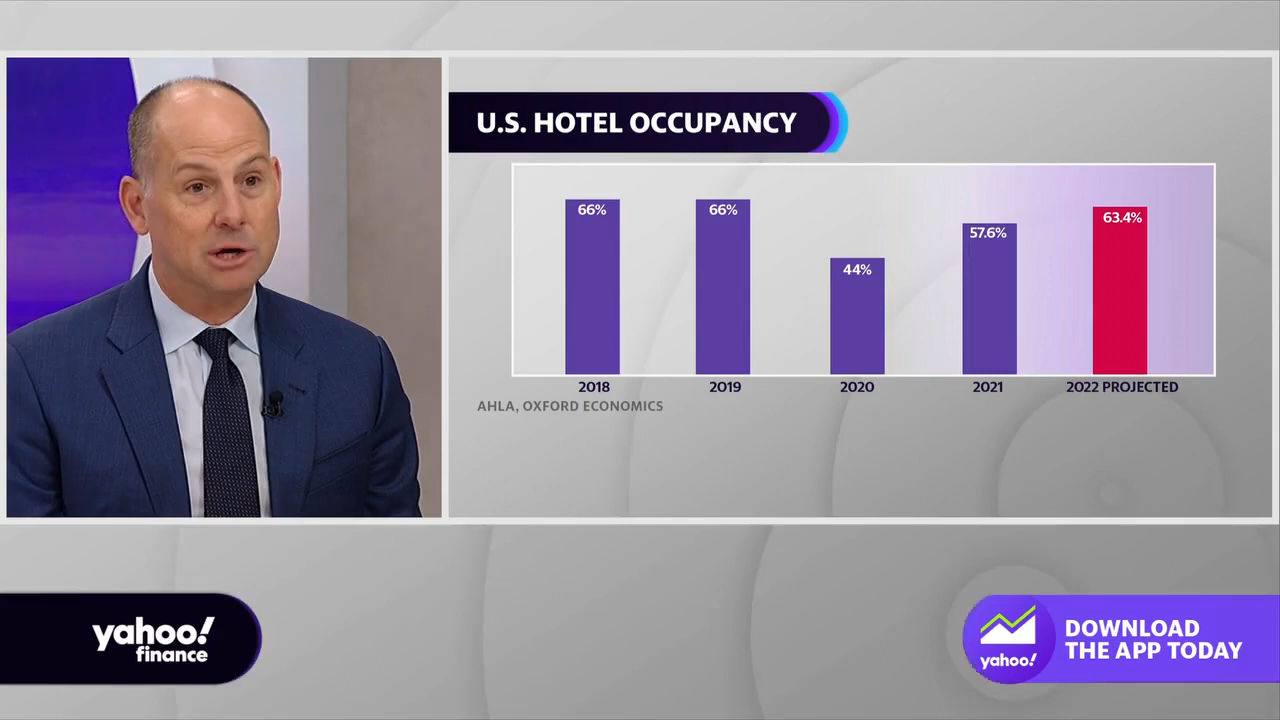 U.S. HOTEL OCCUPANCY
66%
66%
44%
57.6%
63.4%
2018
2019
2020
2021
2022 PROJECTED
AHLA, OXFORD ECONOMICS
yahoo!
finance
yahoo!
DOWNLOAD
THE APP TODAY